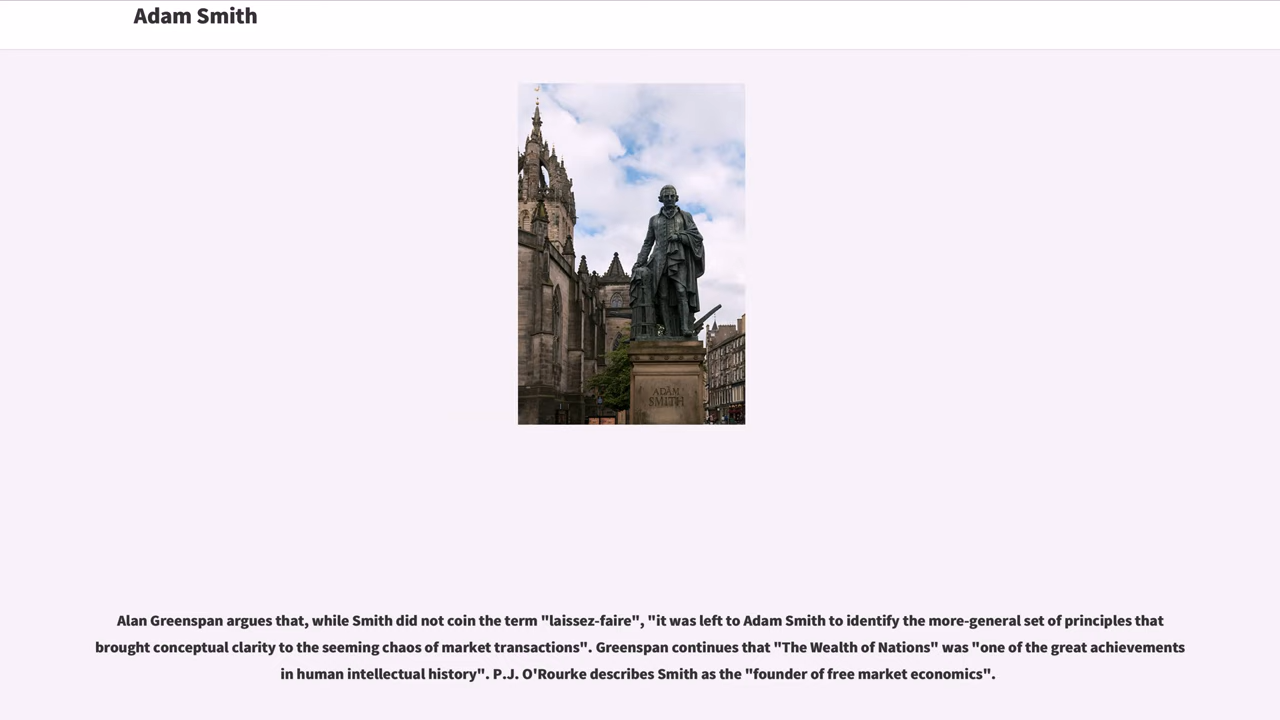 Adam Smith
ADAM
SMITH
Alan Greenspan argues that, while Smith did not coin the term "laissez-faire", "it was left to Adam Smith to identify the more-general set of principles that
brought conceptual clarity to the seeming chaos of market transactions". Greenspan continues that "The Wealth of Nations" was "one of the great achievements
in human intellectual history". P.J. O'Rourke describes Smith as the "founder of free market economics".